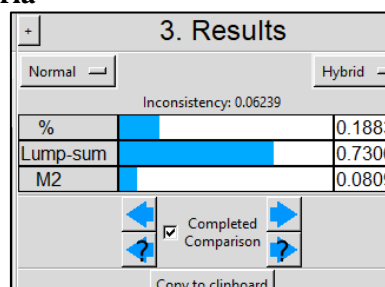 + 3. Results
Normal Hybrid
Inconsistency: 0.06239
% 0.188
Lump-sum 0.730
M2 0.080
Completed
Comparison
? ?
Copy to clipboard